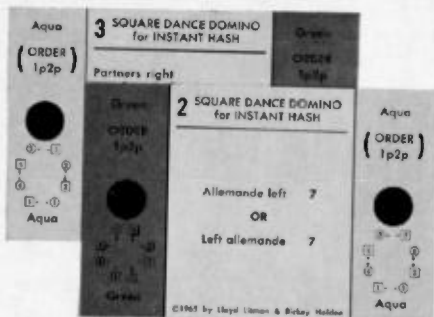 Aqua
( ORDER
1p2p )
Aqua
3 SQUARE DANCE DOMINO
for INSTANT HASH
Partners right
Green
ORDER
1p2p
Green
ORDER
1p2p
Green
2 SQUARE DANCE DOMINO
for INSTANT HASH
Allemande left 7
OR
Left allemande 7
©1965 by Lloyd Litman & Rickey Holden
Aqua
( ORDER
1p2p )
Aqua